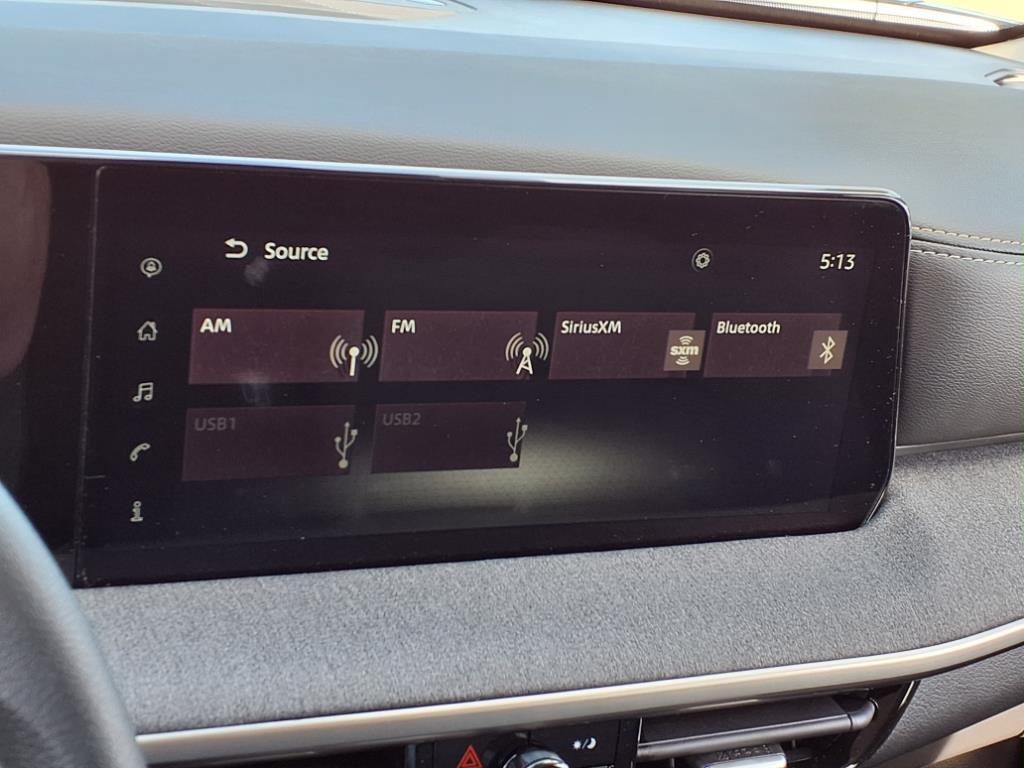 Source
5:13
AM
FM
SiriusXM
sxm
Bluetooth
USB1
USB2